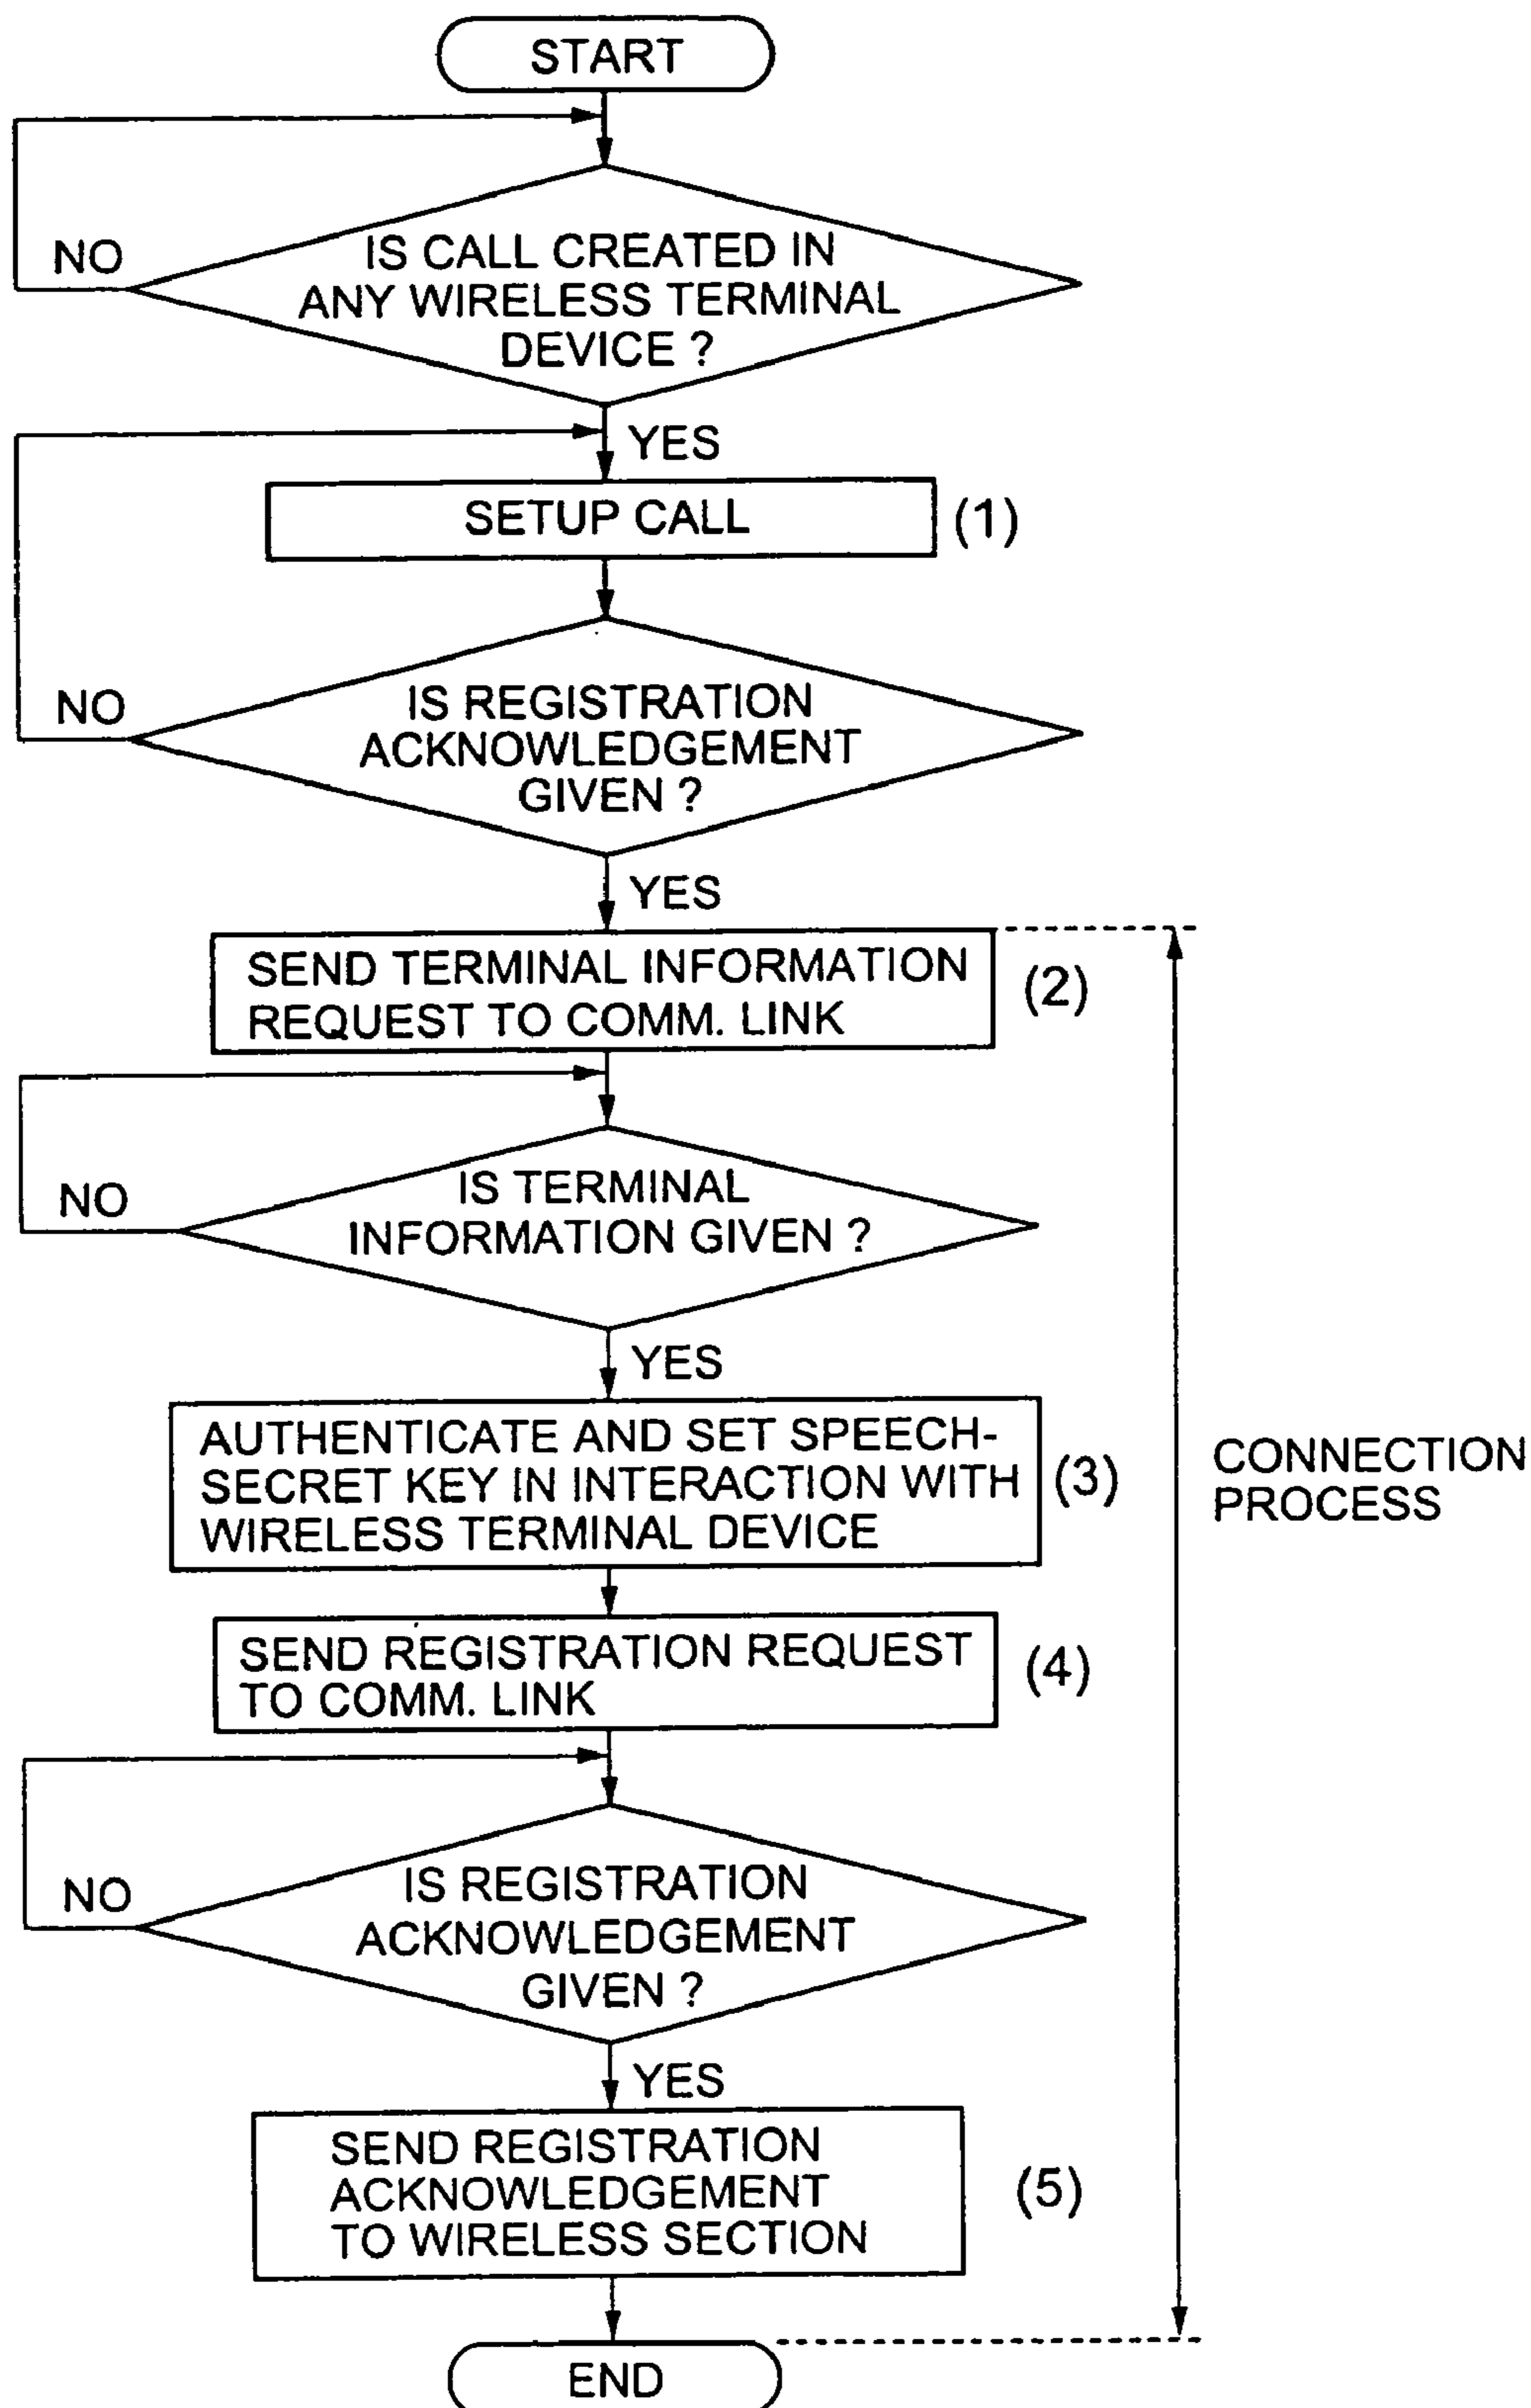 START
NO
IS CALL CREATED IN
ANY WIRELESS TERMINAL
DEVICE ?
YES
SETUP CALL
(1)
NO
IS REGISTRATION
ACKNOWLEDGEMENT
GIVEN ?
YES
SEND TERMINAL INFORMATION
REQUEST TO COMM. LINK
(2)
NO
IS TERMINAL
INFORMATION GIVEN ?
YES
AUTHENTICATE AND SET SPEECH-
SECRET KEY IN INTERACTION WITH
WIRELESS TERMINAL DEVICE
(3)
CONNECTION
PROCESS
SEND REGISTRATION REQUEST
TO COMM. LINK
(4)
NO
IS REGISTRATION
ACKNOWLEDGEMENT
GIVEN ?
YES
SEND REGISTRATION
ACKNOWLEDGEMENT
TO WIRELESS SECTION
(5)
END